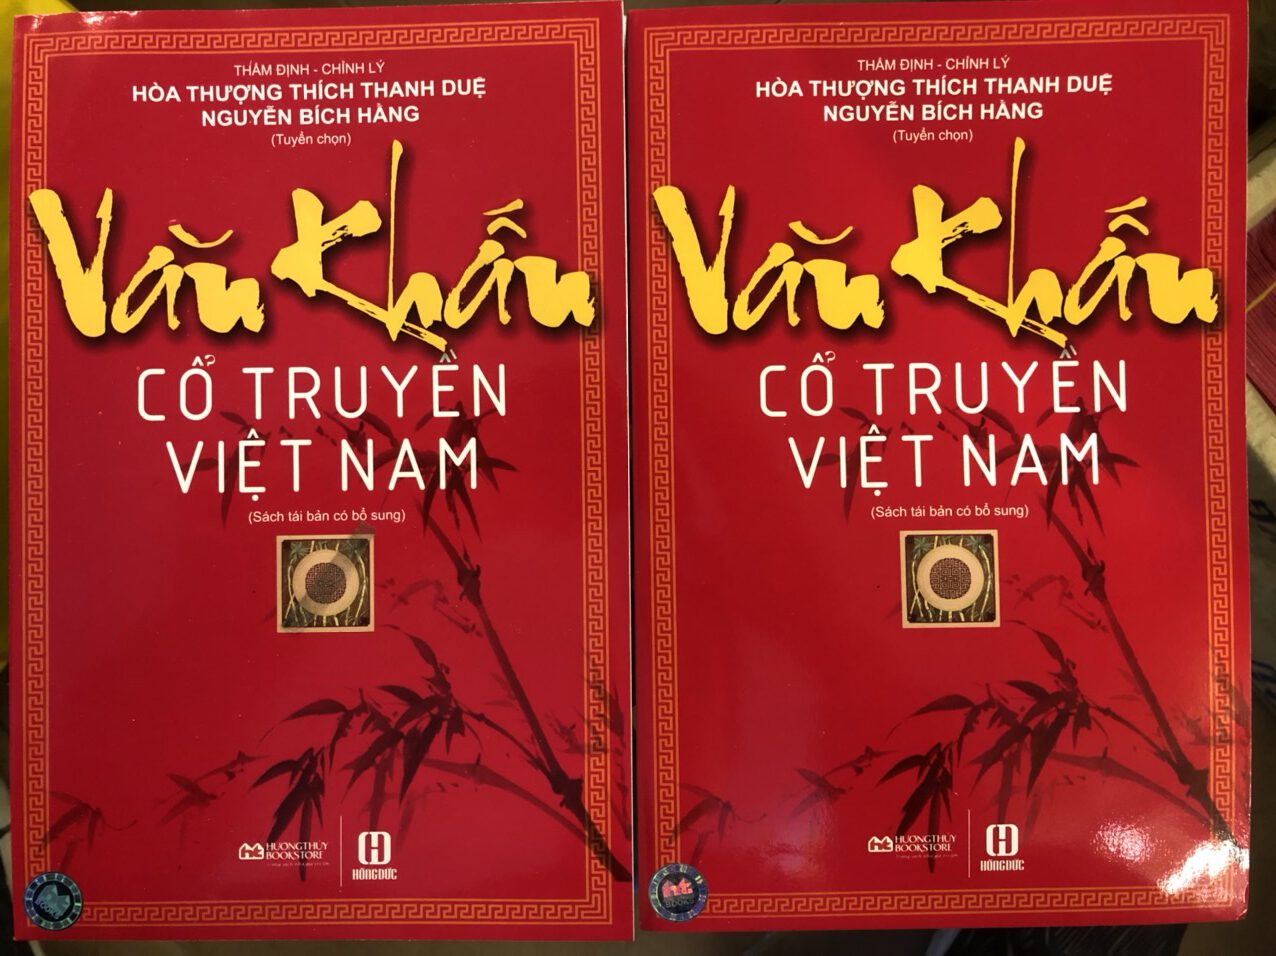 THẨM ĐỊNH - CHỈNH LÝ
HÒA THƯỢNG THÍCH THANH DUỆ
NGUYỄN BÍCH HẰNG
(Tuyển chọn)
Văn Khấn
CỔ TRUYỀN
VIỆT NAM
(Sách tái bản có bổ sung)
HUONGTHUY
BOOKSTORE
HỒNG ĐỨC
THẨM ĐỊNH - CHỈNH LÝ
HÒA THƯỢNG THÍCH THANH DUỆ
NGUYỄN BÍCH HẰNG
(Tuyển chọn)
Văn Khấn
CỔ TRUYỀN
VIỆT NAM
(Sách tái bản có bổ sung)
HUONGTHUY
BOOKSTORE
HỒNG ĐỨC